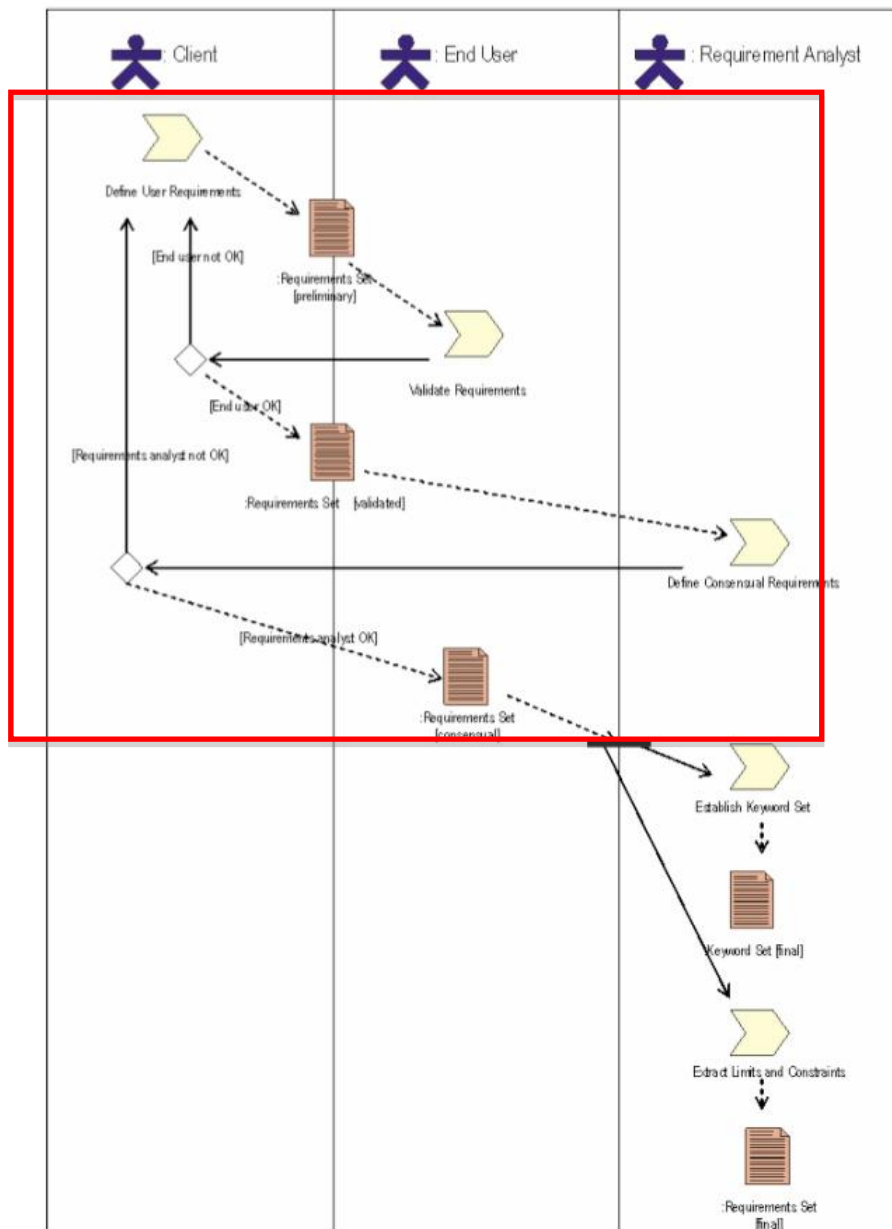 : Client
: End User
: Requirement Analyst
Define User Requirements
[End user not OK]
:Requirements Set
[preliminary]
Validate Requirements
[End user OK]
[Requirements analyst not OK]
:Requirements Set [validated]
Define Consensual Requirements
[Requirements analyst OK]
:Requirements Set
[consensual]
Establish Keyword Set
:Keyword Set [final]
Extract Limits and Constraints
:Requirements Set
[final]